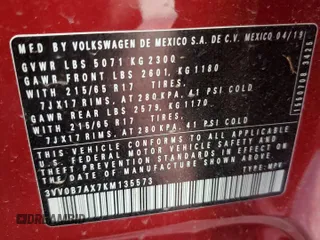 MFD BY VOLKSWAGEN DE MEXICO S.A. DE C.V. MEXICO 04/19
GVWR LBS 5071 KG 2300
GAWR FRONT LBS 2601, KG 1180
WITH 215/65 R17 TIRES.
7JX17 RIMS, AT 280 KPA, 41 PSI COLD
GAWR REAR LBS 2579, KG 1170
WITH 215/65 R17 TIRES.
7JX17 RIMS, AT 280 KPA, 41 PSI COLD
THIS VEHICLE CONFORMS TO ALL APPLICABLE
U.S. FEDERAL MOTOR VEHICLE SAFETY STANDARDS
IN EFFECT ON THE DATE OF MANUFACTURE SHOWN ABOVE
3VV0B7AX7KM135573 TYPE: MPV